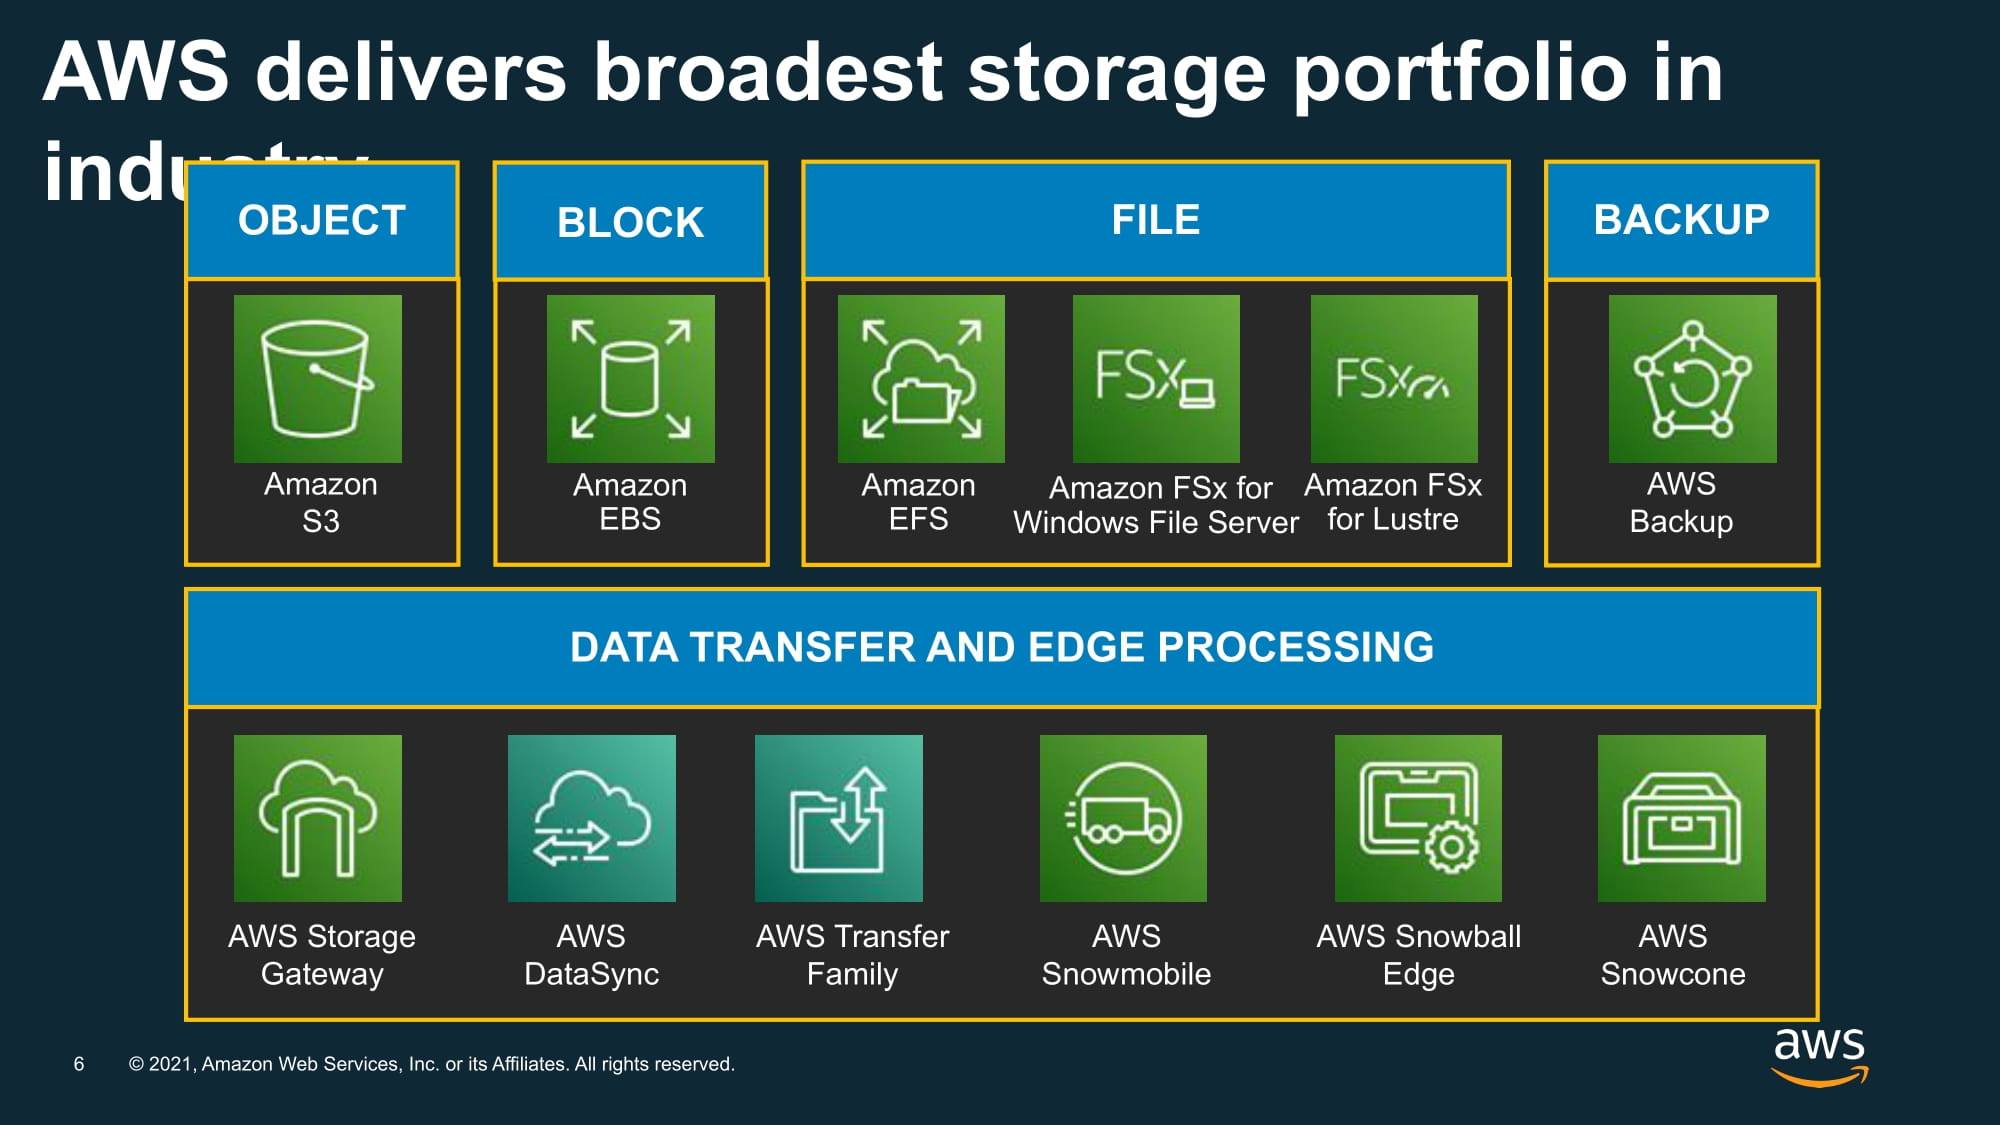 AWS delivers broadest storage portfolio in
industry
OBJECT
BLOCK
FILE
BACKUP
FSx
FSx
Amazon
S3
Amazon
EBS
Amazon
EFS
Amazon FSx for
Windows File Server
Amazon FSx
for Lustre
AWS
Backup
DATA TRANSFER AND EDGE PROCESSING
AWS Storage
Gateway
AWS
DataSync
AWS Transfer
Family
AWS
Snowmobile
AWS Snowball
Edge
AWS
Snowcone
6
© 2021, Amazon Web Services, Inc. or its Affiliates. All rights reserved.
aws